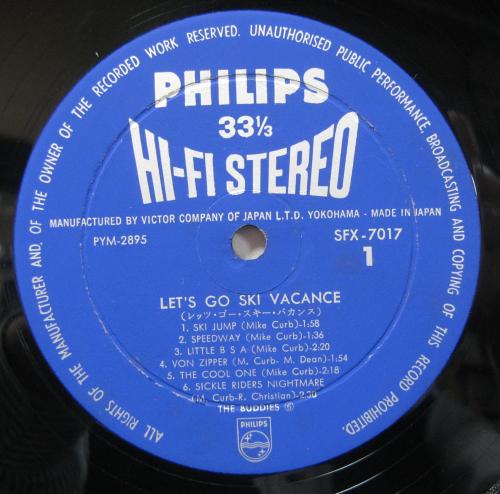 ALL RIGHTS OF THE MANUFACTURER AND, OF THE OWNER OF THE RECORDED WORK RESERVED. UNAUTHORISED PUBLIC PERFORMANCE, BROADCASTING AND COPYING OF THIS RECORD PROHIBITED.
PHILIPS
33⅓
HI-FI STEREO
MANUFACTURED BY VICTOR COMPANY OF JAPAN L.T.D. YOKOHAMA - MADE IN JAPAN
PYM-2895
SFX-7017
1
LET'S GO SKI VACANCE
(レッツ・ゴー・スキー・バカンス)
1. SKI JUMP (Mike Curb)-1:58
2. SPEEDWAY (Mike Curb)-1:36
3. LITTLE B S A (Mike Curb)-2:20
4. VON ZIPPER (M. Curb- M. Dean)-1:54
5. THE COOL ONE (Mike Curb)-2:18
6. SICKLE RIDERS NIGHTMARE
(M. Curb-R. Christian)-2:30
THE BUDDIES
PHILIPS